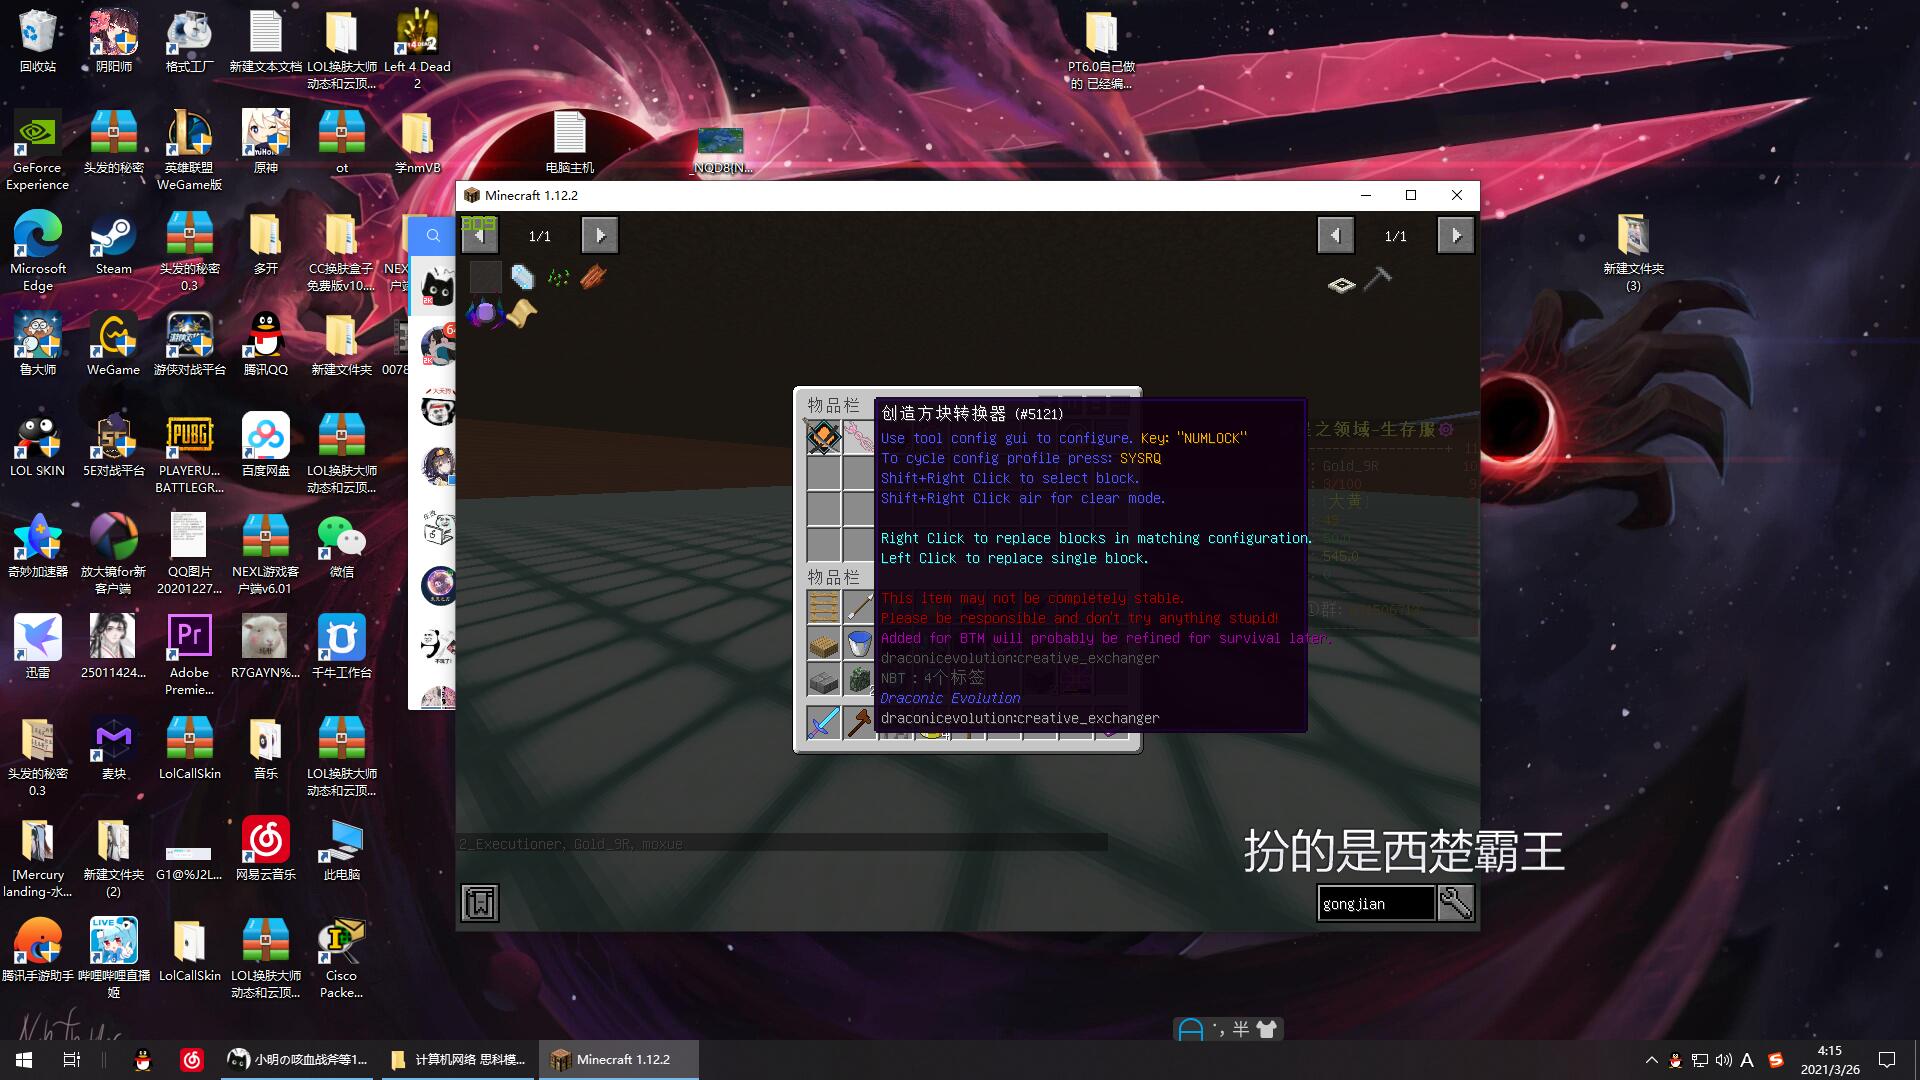 回收站
阴阳师
格式工厂
新建文本文档
LOL换肤大师
动态和云顶...
Left 4 Dead
2
PT6.0自己做
的 已经编...
GeForce
Experience
头发的秘密
英雄联盟
WeGame版
原神
ot
学nmVB
电脑主机
_NQD8{N...
Minecraft 1.12.2
Microsoft
Edge
Steam
头发的秘密
0.3
多开
CC换肤盒子
免费版v10....
NEX
户端
309
1/1
1/1
新建文件夹
(3)
鲁大师
WeGame
游侠对战平台
腾讯QQ
新建文件夹
0078
LOL SKIN
5E对战平台
PLAYERU...
BATTLEGR...
百度网盘
LOL换肤大师
动态和云顶...
物品栏
创造方块转换器 (#5121)
Use tool config gui to configure. Key: "NUMLOCK"
To cycle config profile press: SYSRQ
Shift+Right Click to select block.
Shift+Right Click air for clear mode.
Right Click to replace blocks in matching configuration.
Left Click to replace single block.
This Item may not be completely stable.
Please be responsible and don't try anything stupid!
Added for BTM will probably be refined for survival later.
draconicevolution:creative_exchanger
NBT：4个标签
Draconic Evolution
draconicevolution:creative_exchanger
物品栏
之领域-生存服
: Gold_9R
: 3/100
[大黄]
545.0
奇妙加速器
放大镜for新
客户端
QQ图片
20201227...
NEXL游戏客
户端v6.01
微信
迅雷
25011424...
Adobe
Premie...
R7GAYN%...
千牛工作台
头发的秘密
0.3
麦块
LolCallSkin
音乐
LOL换肤大师
动态和云顶...
2_Executioner, Gold_9R, moxue
扮的是西楚霸王
gongjian
[Mercury
landing-水...
新建文件夹
(2)
G1@%J2L...
网易云音乐
此电脑
腾讯手游助手
哔哩哔哩直播
姬
LolCallSkin
LOL换肤大师
动态和云顶...
Cisco
Packe...
半
小明の咳血战斧等1...
计算机网络 思科模...
Minecraft 1.12.2
A
4:15
2021/3/26